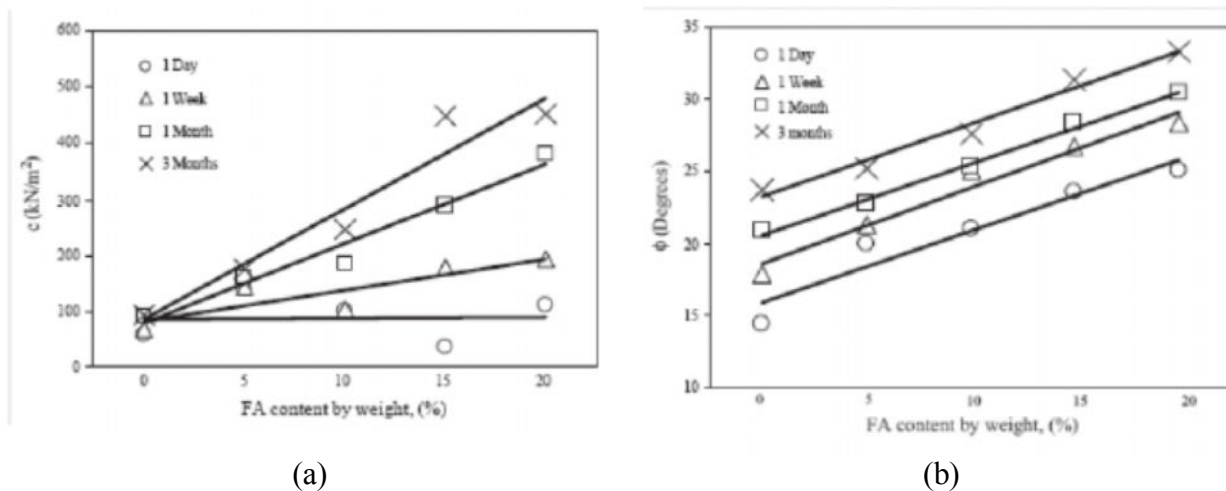 600
500
400
300
200
100
0
c (kN/m²)
1 Day
1 Week
1 Month
3 Months
0 5 10 15 20
FA content by weight, (%)
(a)
35
30
25
20
15
10
ϕ (Degrees)
1 Day
1 Week
1 Month
3 months
0 5 10 15 20
FA content by weight, (%)
(b)